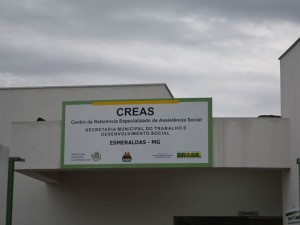 CREAS
Centro de Referência Especializado de Assistência Social
SECRETARIA MUNICIPAL DO TRABALHO E
DESENVOLVIMENTO SOCIAL
ESMERALDAS - MG
BRASIL